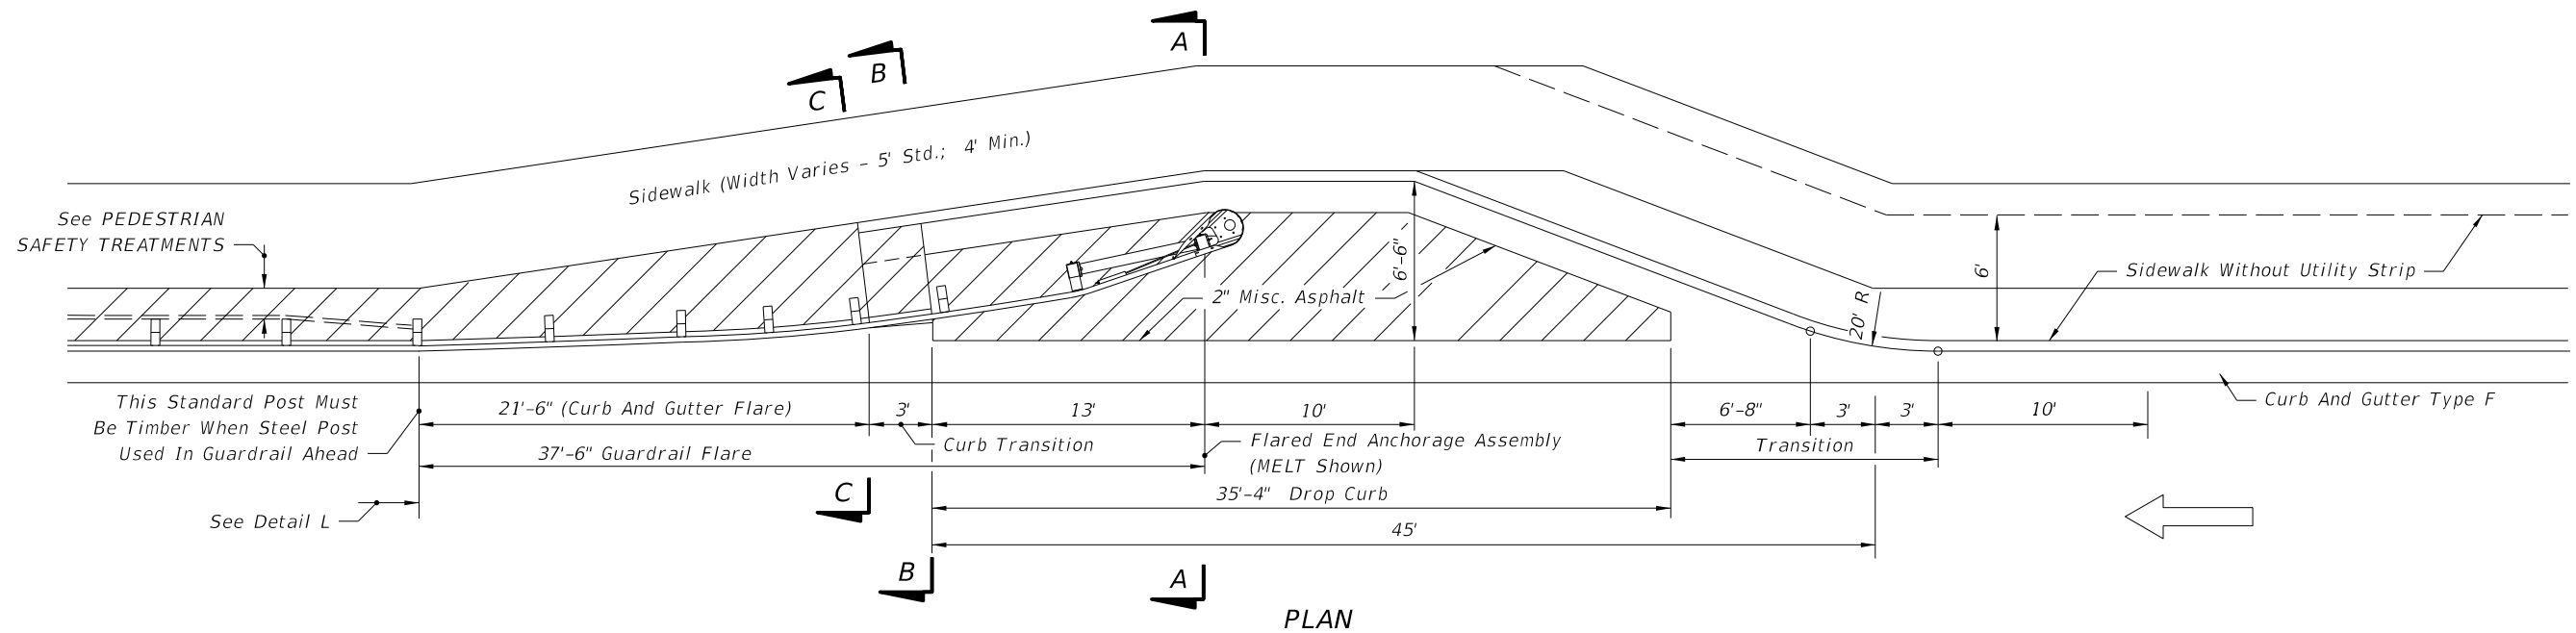 A
B
C
Sidewalk (Width Varies – 5' Std.; 4' Min.)
See PEDESTRIAN
SAFETY TREATMENTS
6'–6"
2" Misc. Asphalt
20' R
6'
Sidewalk Without Utility Strip
Curb And Gutter Type F
This Standard Post Must
Be Timber When Steel Post
Used In Guardrail Ahead
21'–6" (Curb And Gutter Flare)
3'
13'
10'
6'–8"
3'
3'
10'
Curb Transition
Transition
37'–6" Guardrail Flare
Flared End Anchorage Assembly
(MELT Shown)
35'–4" Drop Curb
See Detail L
C
45'
B
A
PLAN